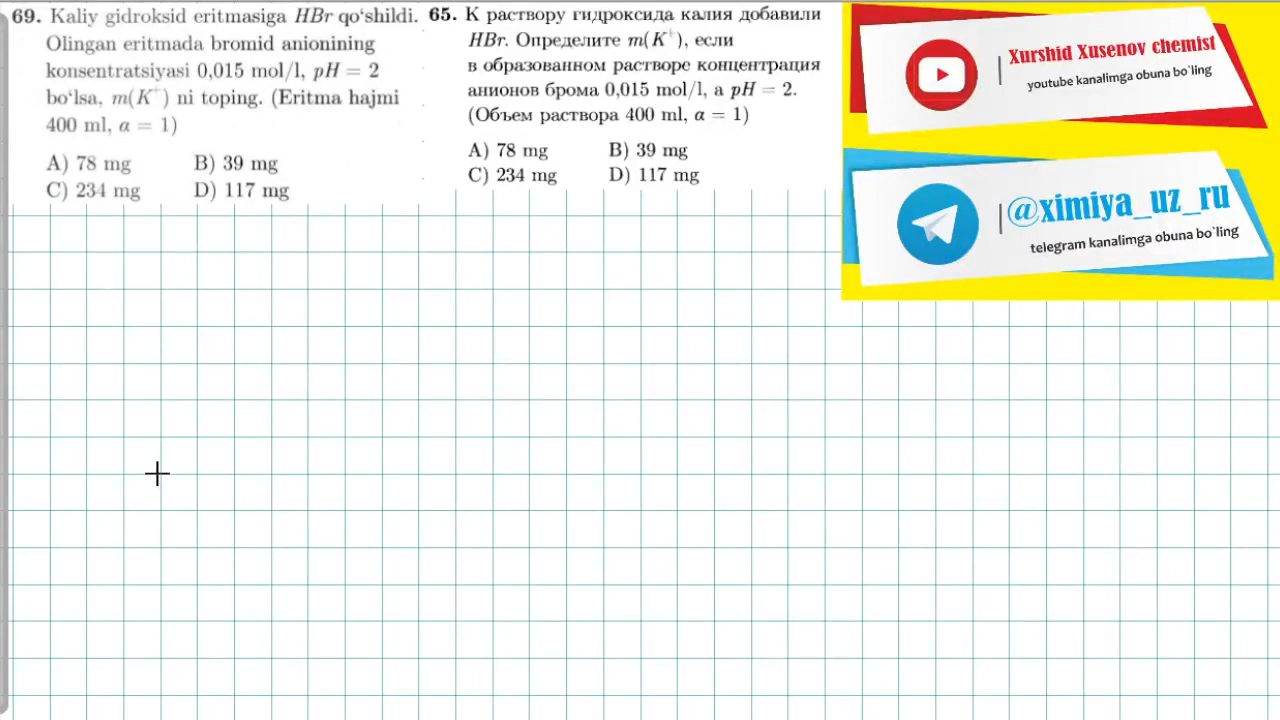 69. Kaliy gidroksid eritmasiga HBr qo‘shildi.
Olingan eritmada bromid anionining
konsentratsiyasi 0,015 mol/l, pH = 2
bo‘lsa, m(K⁺) ni toping. (Eritma hajmi
400 ml, α = 1)
A) 78 mg B) 39 mg
C) 234 mg D) 117 mg
65. К раствору гидроксида калия добавили
HBr. Определите m(K⁺), если
в образованном растворе концентрация
анионов брома 0,015 mol/l, а pH = 2.
(Объем раствора 400 ml, α = 1)
A) 78 mg B) 39 mg
C) 234 mg D) 117 mg
Xurshid Xusenov chemist
youtube kanalimga obuna bo`ling
@ximiya_uz_ru
telegram kanalimga obuna bo`ling